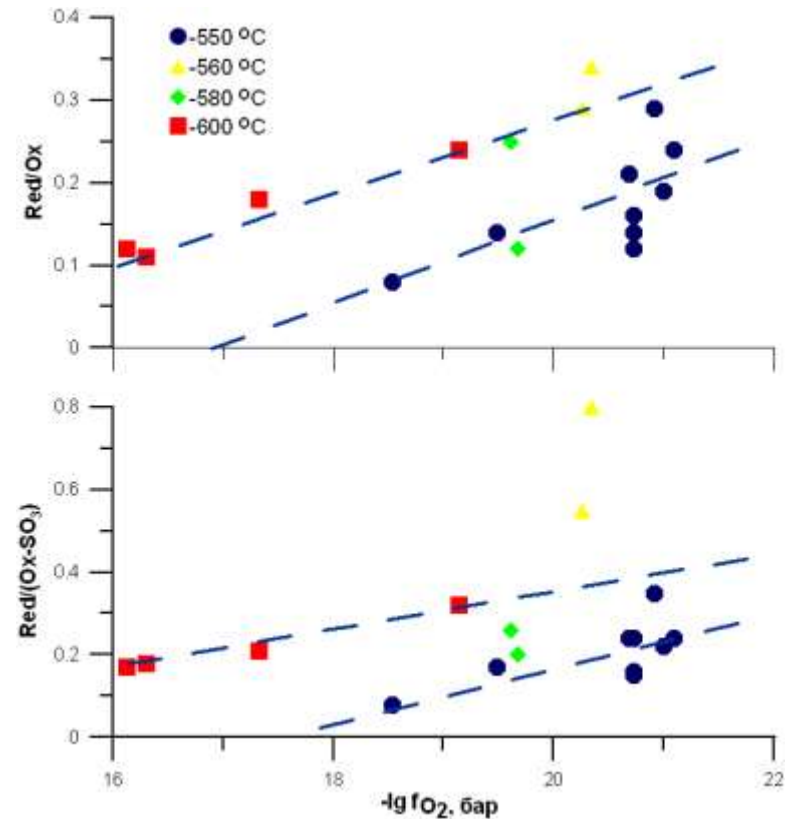 0.4
-550 °C
-560 °C
-580 °C
-600 °C
0.3
0.2
0.1
0
Red/Ox
0.8
0.6
0.4
0.2
0
Red/(Ox-SO₃)
16
18
20
22
-lg fO₂, бар